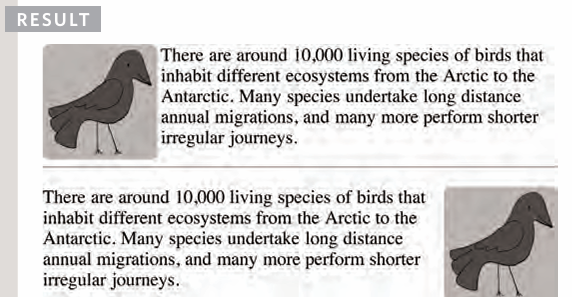 RESULT
There are around 10,000 living species of birds that
inhabit different ecosystems from the Arctic to the
Antarctic. Many species undertake long distance
annual migrations, and many more perform shorter
irregular journeys.
There are around 10,000 living species of birds that
inhabit different ecosystems from the Arctic to the
Antarctic. Many species undertake long distance
annual migrations, and many more perform shorter
irregular journeys.